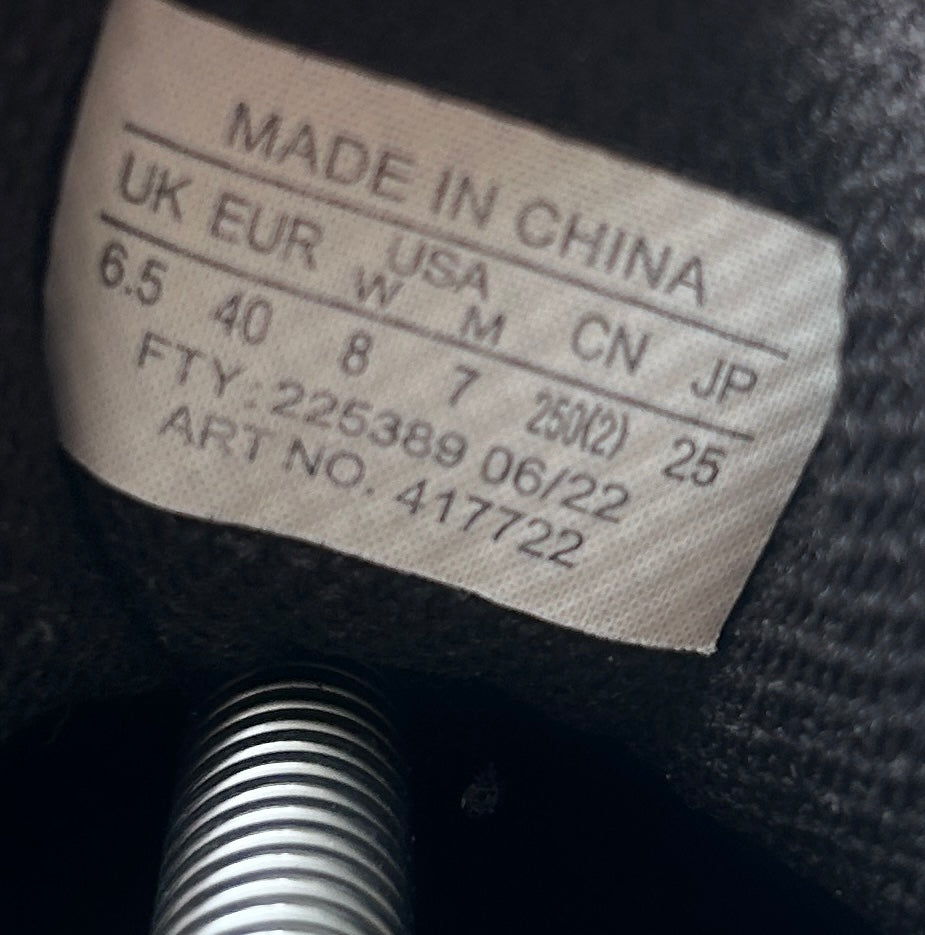 MADE IN CHINA
UK EUR USA CN JP
W M
6.5 40 8 7 250(2) 25
FTY: 225389 06/22
ART NO. 417722